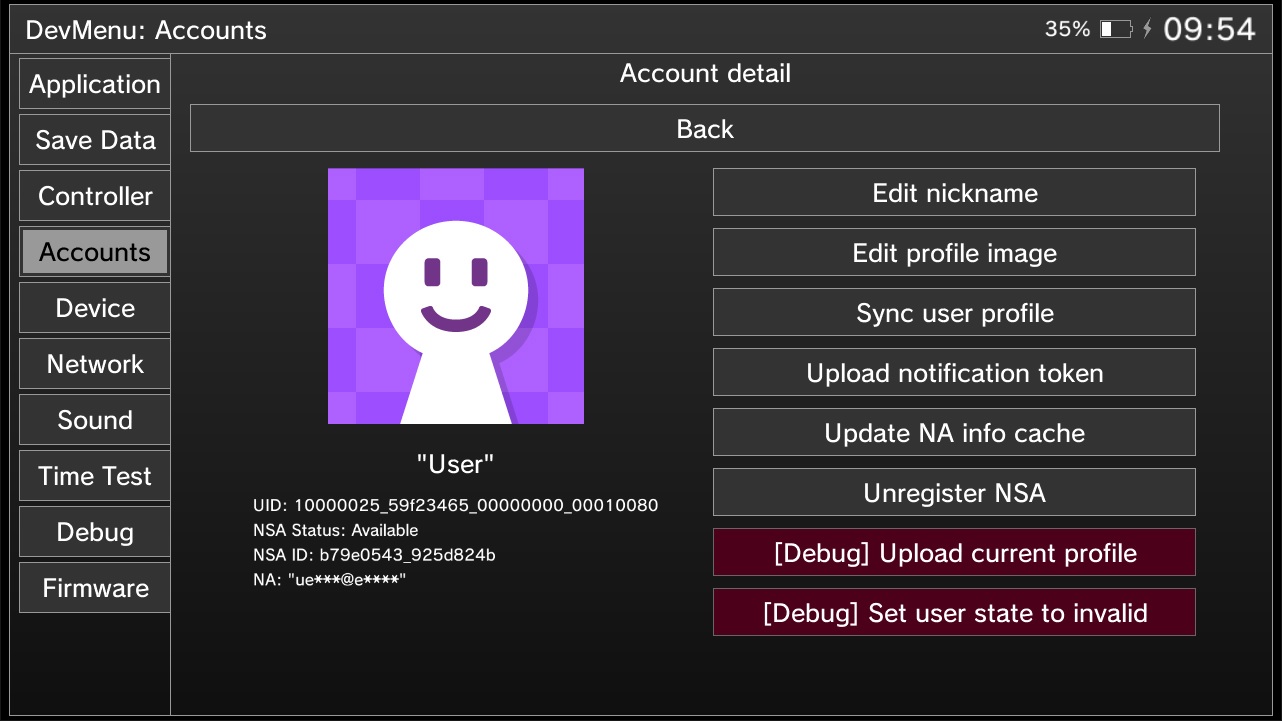 DevMenu: Accounts
35%
09:54
Application
Save Data
Controller
Accounts
Device
Network
Sound
Time Test
Debug
Firmware
Account detail
Back
"User"
UID: 10000025_59f23465_00000000_00010080
NSA Status: Available
NSA ID: b79e0543_925d824b
NA: "ue***@e****"
Edit nickname
Edit profile image
Sync user profile
Upload notification token
Update NA info cache
Unregister NSA
[Debug] Upload current profile
[Debug] Set user state to invalid